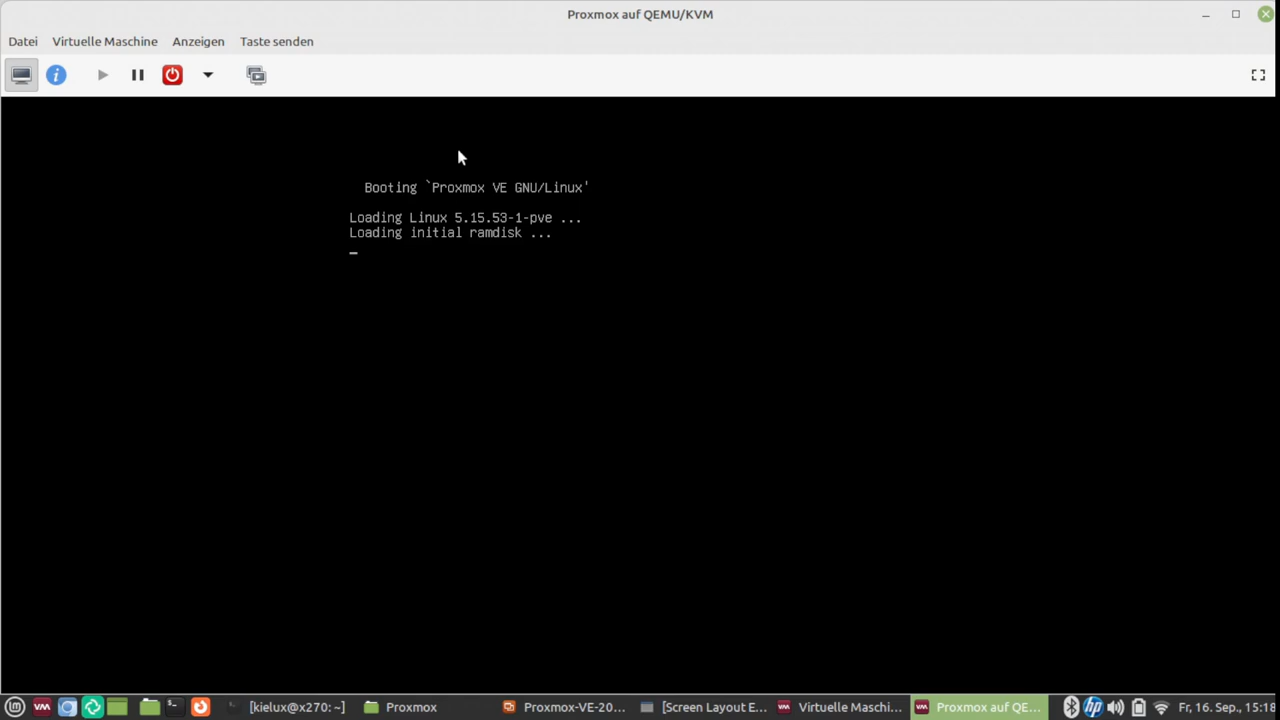 Proxmox auf QEMU/KVM
Datei Virtuelle Maschine Anzeigen Taste senden
Booting `Proxmox VE GNU/Linux'
Loading Linux 5.15.53-1-pve ...
Loading initial ramdisk ...
[kielux@x270: ~] Proxmox Proxmox-VE-20... [Screen Layout E... Virtuelle Maschi... Proxmox auf QE... Fr, 16. Sep., 15:18